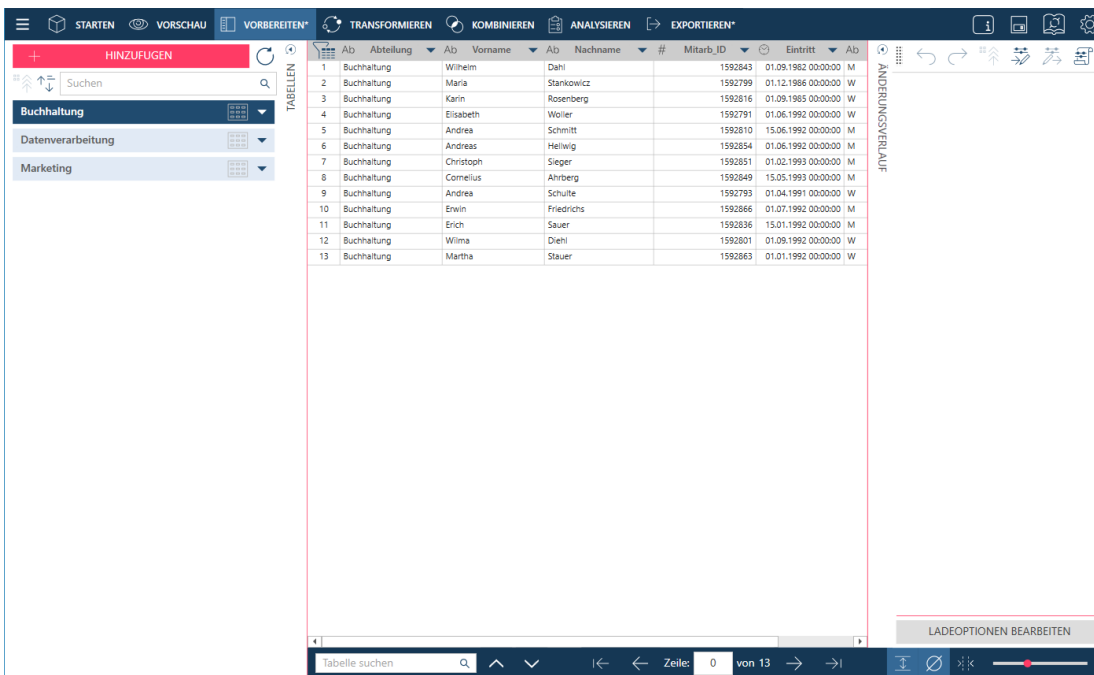 STARTEN VORSCHAU VORBEREITEN* TRANSFORMIEREN KOMBINIEREN ANALYSIEREN EXPORTIEREN*
+ HINZUFÜGEN
Suchen
Buchhaltung
Datenverarbeitung
Marketing
TABELLEN
Ab Abteilung Ab Vorname Ab Nachname # Mitarb_ID Eintritt Ab
1 Buchhaltung Wilhelm Dahl 1592843 01.09.1982 00:00:00 M
2 Buchhaltung Maria Stankowicz 1592799 01.12.1986 00:00:00 W
3 Buchhaltung Karin Rosenberg 1592816 01.09.1985 00:00:00 W
4 Buchhaltung Elisabeth Woller 1592791 01.06.1992 00:00:00 W
5 Buchhaltung Andrea Schmitt 1592810 15.06.1992 00:00:00 M
6 Buchhaltung Andreas Hellwig 1592854 01.06.1992 00:00:00 M
7 Buchhaltung Christoph Sieger 1592851 01.02.1993 00:00:00 M
8 Buchhaltung Cornelius Ahrberg 1592849 15.05.1993 00:00:00 M
9 Buchhaltung Andrea Schulte 1592793 01.04.1991 00:00:00 W
10 Buchhaltung Erwin Friedrichs 1592866 01.07.1992 00:00:00 M
11 Buchhaltung Erich Sauer 1592836 15.01.1992 00:00:00 M
12 Buchhaltung Wilma Diehl 1592801 01.09.1992 00:00:00 W
13 Buchhaltung Martha Stauer 1592863 01.01.1992 00:00:00 W
ÄNDERUNGSVERLAUF
LADEOPTIONEN BEARBEITEN
Tabelle suchen Zeile: 0 von 13